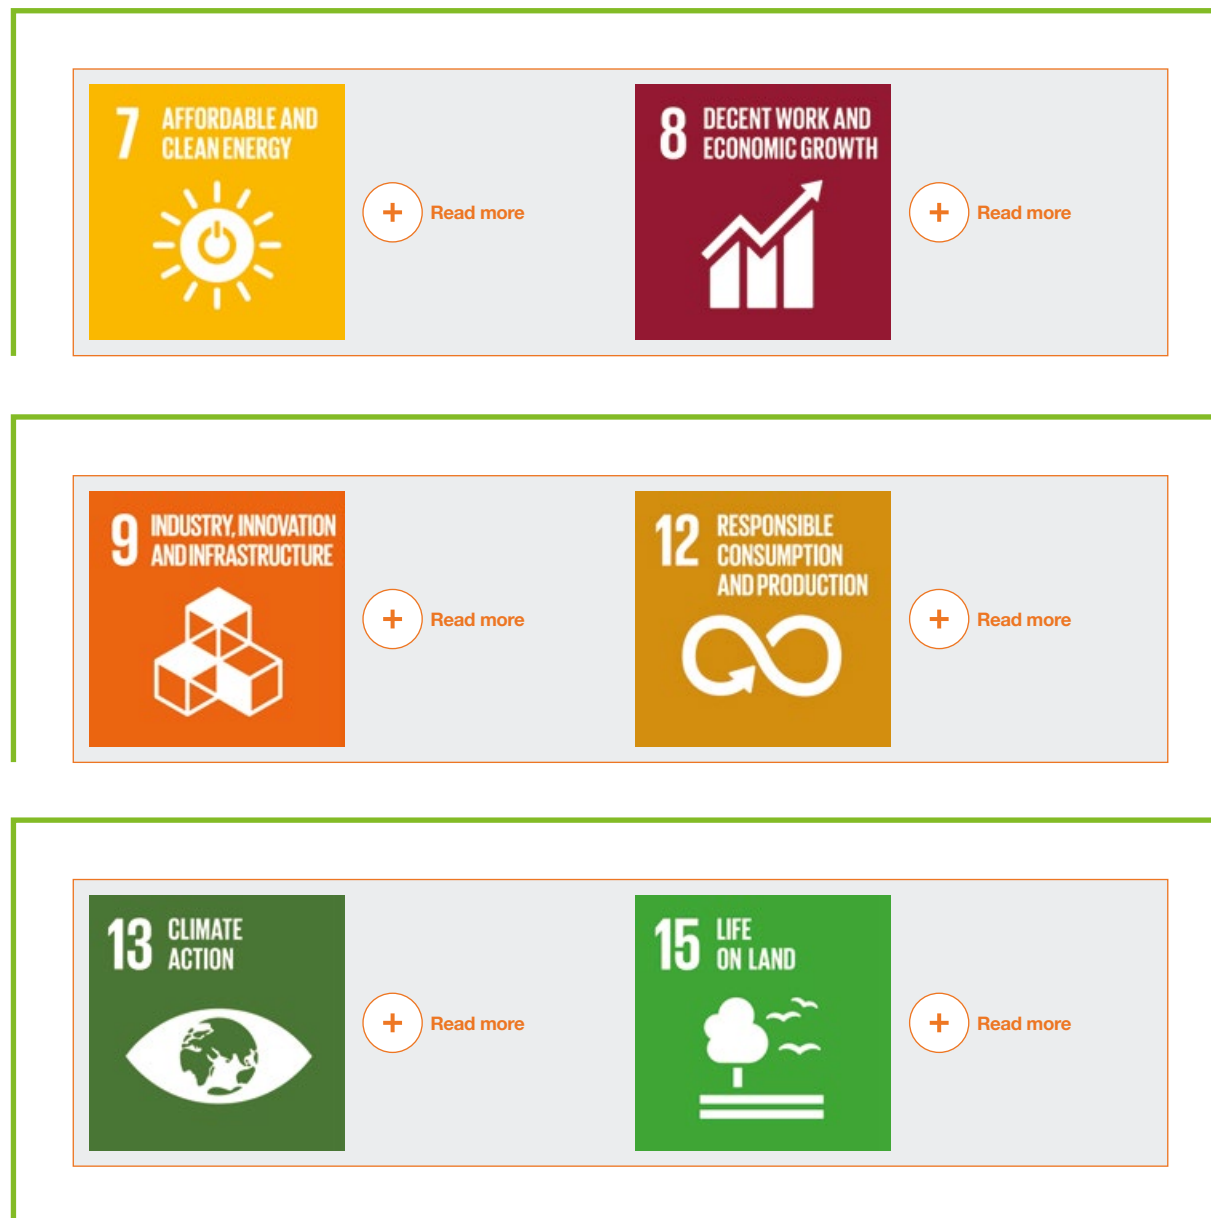 7 AFFORDABLE AND
CLEAN ENERGY
+ Read more
8 DECENT WORK AND
ECONOMIC GROWTH
+ Read more
9 INDUSTRY, INNOVATION
AND INFRASTRUCTURE
+ Read more
12 RESPONSIBLE
CONSUMPTION
AND PRODUCTION
+ Read more
13 CLIMATE
ACTION
+ Read more
15 LIFE
ON LAND
+ Read more